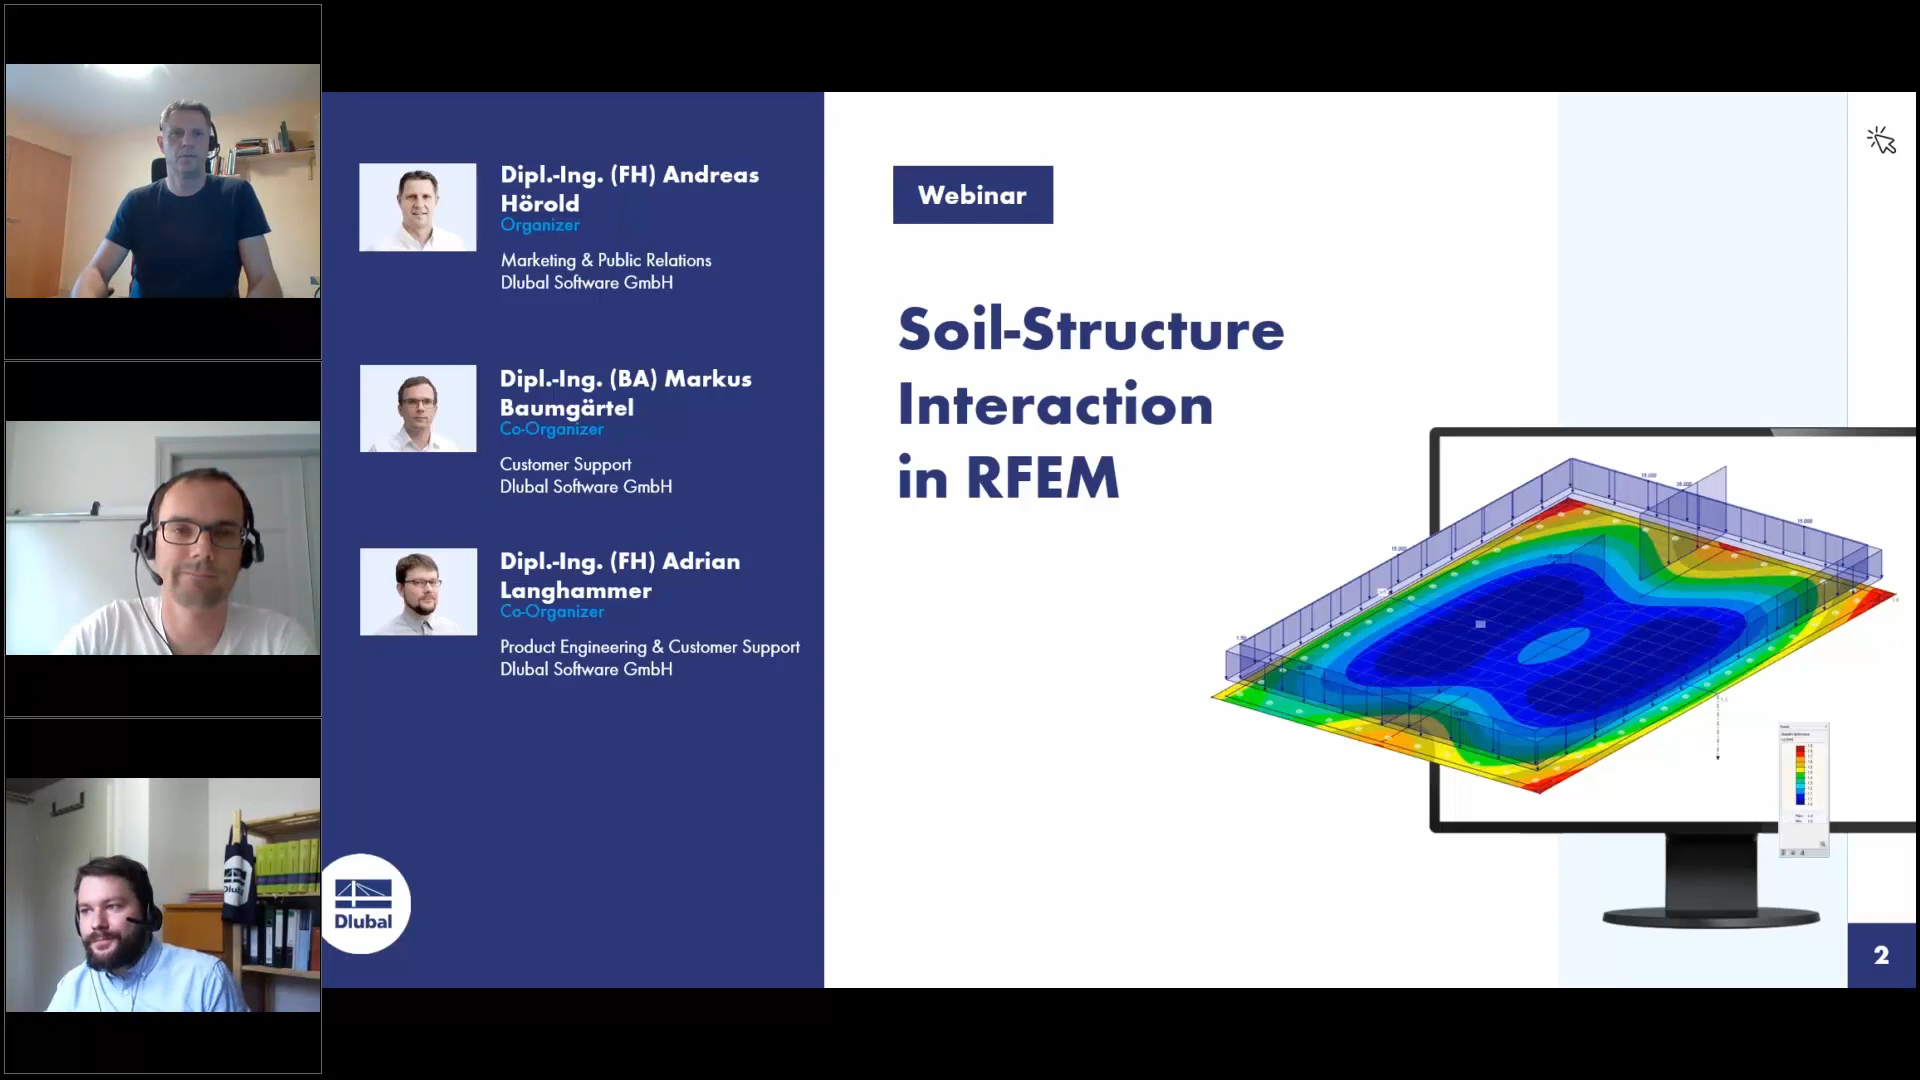 Dipl.-Ing. (FH) Andreas
Hörold
Organizer
Marketing & Public Relations
Dlubal Software GmbH
Dipl.-Ing. (BA) Markus
Baumgärtel
Co-Organizer
Customer Support
Dlubal Software GmbH
Dipl.-Ing. (FH) Adrian
Langhammer
Co-Organizer
Product Engineering & Customer Support
Dlubal Software GmbH
Dlubal
Webinar
Soil-Structure
Interaction
in RFEM
15.000
2